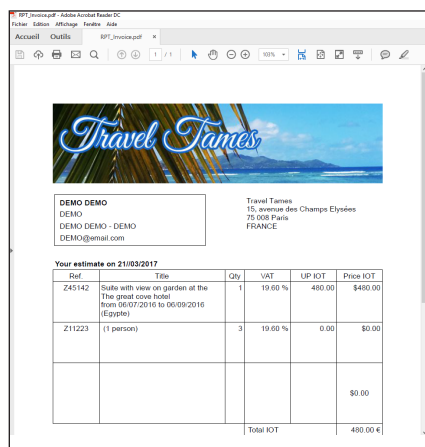 RPT_Invoice.pdf - Adobe Acrobat Reader DC
Fichier Edition Affichage Fenêtre Aide
Accueil Outils RPT_Invoice.pdf ×
1 / 1 103%
Travel Tames
DEMO DEMO
DEMO
DEMO DEMO - DEMO
DEMO@email.com
Travel Tames
15, avenue des Champs Elysées
75 008 Paris
FRANCE
Your estimate on 21//03/2017
Ref. Title Qty VAT UP IOT Price IOT
Z45142 Suite with view on garden at the 1 19.60 % 480.00 $480.00
The great cove hotel
from 06/07/2016 to 06/09/2016
(Egypte)
Z11223 (1 person) 3 19.60 % 0.00 $0.00
$0.00
Total IOT 480.00 €